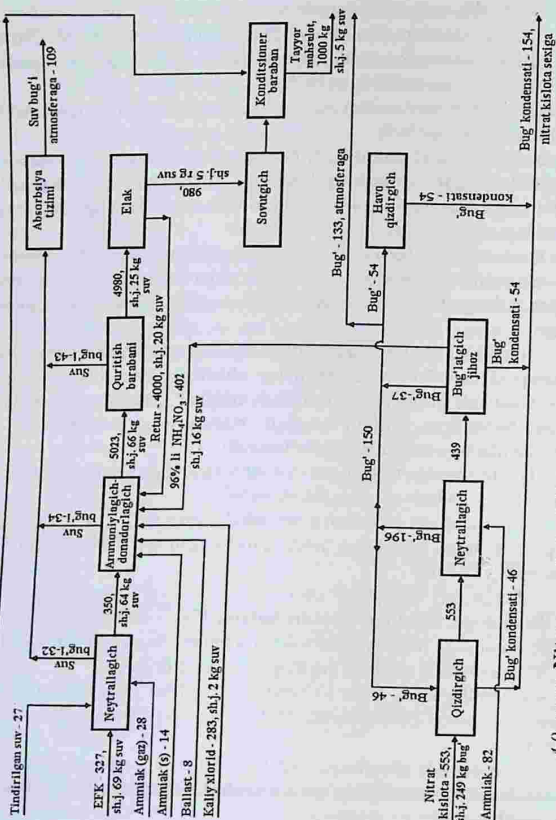 Tindirilgan suv - 27
EFK - 327,
sh.j. 69 kg suv
Ammiak (gaz) - 28
Ammiak (s) - 14
Ballast - 8
Kaliy xlorid - 283, sh.j. 2 kg suv
Neytrallagich
Suv
bug'i-32
350,
sh.j. 64 kg
suv
Ammoniylagich-
donadorlagich
Suv
bug'i-34
5023,
sh.j. 66 kg
suv
Quritish
barabani
Suv
bug'i-43
4980,
sh.j. 25 kg
suv
Elak
Retur - 4000, sh.j. 20 kg suv
96% li NH₄NO₃ - 402
sh.j. 16 kg suv
Absorbsiya
tizimi
Suv bug'i
atmosferaga - 109
980,
sh.j. 5 rg suv
Sovutgich
Konditsioner
baraban
Tayyor
mahsulot,
1000 kg
sh.j. 5 kg suv
Nitrat
kislota - 553,
sh.j. 249 kg bug'
Ammiak - 82
Qizdirgich
Bug' - 46
Bug' kondensati - 46
553
Neytrallagich
Bug'-196
Bug' - 150
439
Bug'latgich
jihoz
Bug'-37
Bug'
kondensati - 54
Bug' - 133, atmosferaga
Bug' - 54
Havo
qizdirgich
Bug'
kondensati - 54
Bug' kondensati - 154,
nitrat kislota sexiga